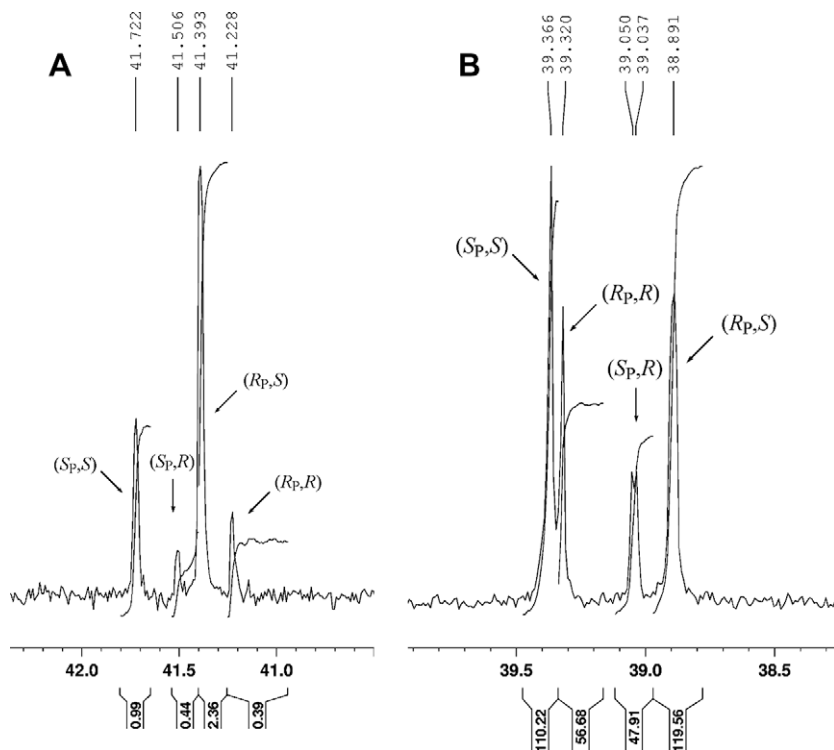 A
41.722
41.506
41.393
41.228
(SP,S)
(SP,R)
(RP,S)
(RP,R)
42.0 41.5 41.0
0.99 0.44 2.36 0.39
B
39.366
39.320
39.050
39.037
38.891
(SP,S)
(RP,R)
(SP,R)
(RP,S)
39.5 39.0 38.5
110.22 56.68 47.91 119.56